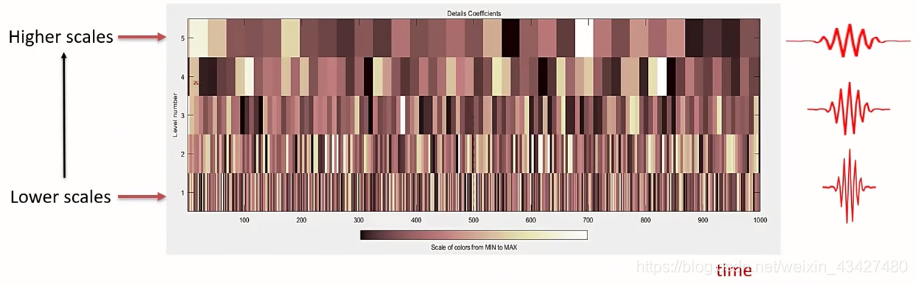 Details Coefficients
Higher scales
5
4
3
2
1
Level number
Lower scales
100 200 300 400 500 600 700 800 900 1000
Scale of colors from MIN to MAX
time
https://blog.csdn.net/weixin_43427480